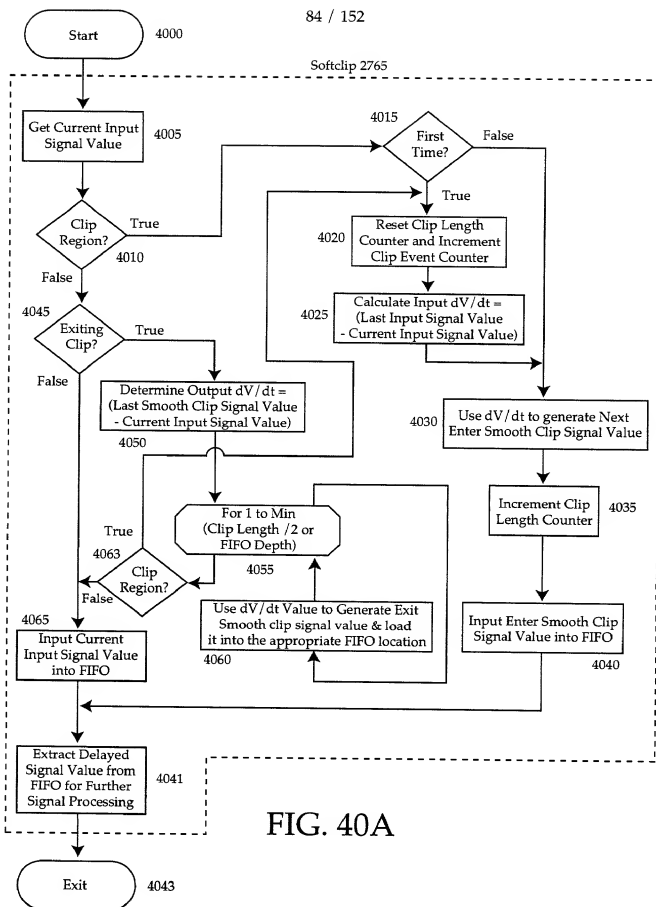 84 / 152
Start
4000
Softclip 2765
Get Current Input
Signal Value
4005
4015
First
Time?
False
True
Clip
Region?
True
4010
False
4020
Reset Clip Length
Counter and Increment
Clip Event Counter
4045
Exiting
Clip?
True
False
4025
Calculate Input dV/dt =
(Last Input Signal Value
- Current Input Signal Value)
Determine Output dV/dt =
(Last Smooth Clip Signal Value
- Current Input Signal Value)
4050
4030
Use dV/dt to generate Next
Enter Smooth Clip Signal Value
For 1 to Min
(Clip Length /2 or
FIFO Depth)
4055
Increment Clip
Length Counter
4035
True
4063
Clip
Region?
False
Use dV/dt Value to Generate Exit
Smooth clip signal value & load
it into the appropriate FIFO location
4060
Input Enter Smooth Clip
Signal Value into FIFO
4040
4065
Input Current
Input Signal Value
into FIFO
Extract Delayed
Signal Value from
FIFO for Further
Signal Processing
4041
FIG. 40A
Exit
4043